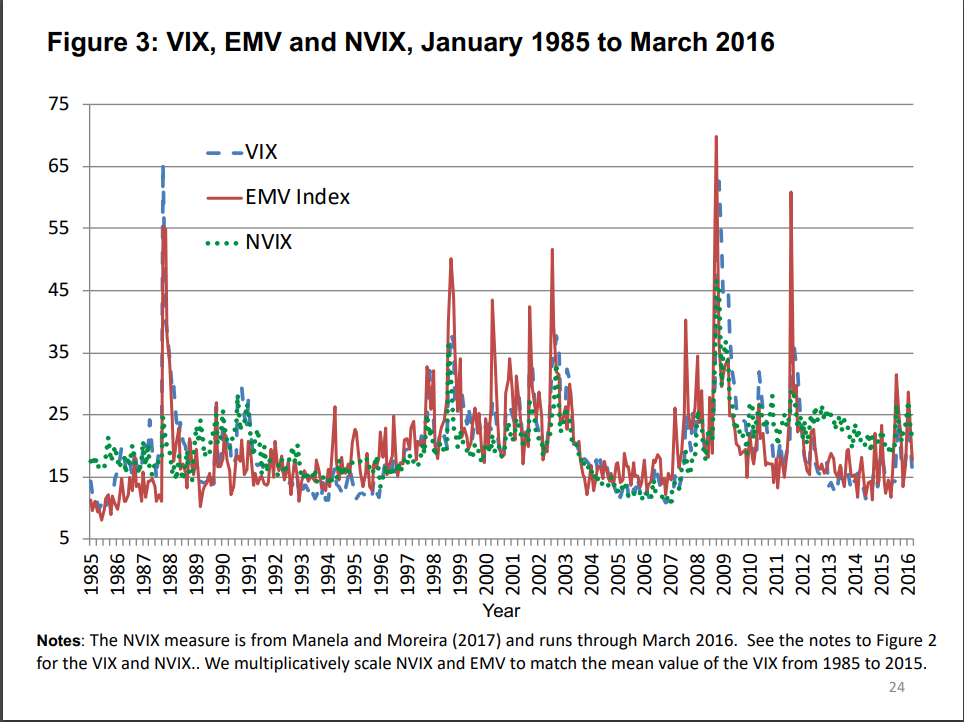 Figure 3: VIX, EMV and NVIX, January 1985 to March 2016
75
65
55
45
35
25
15
5
VIX
EMV Index
NVIX
1985 1986 1987 1988 1989 1990 1991 1992 1993 1994 1995 1996 1997 1998 1999 2000 2001 2002 2003 2004 2005 2006 2007 2008 2009 2010 2011 2012 2013 2014 2015 2016
Year
Notes: The NVIX measure is from Manela and Moreira (2017) and runs through March 2016. See the notes to Figure 2
for the VIX and NVIX.. We multiplicatively scale NVIX and EMV to match the mean value of the VIX from 1985 to 2015.
24